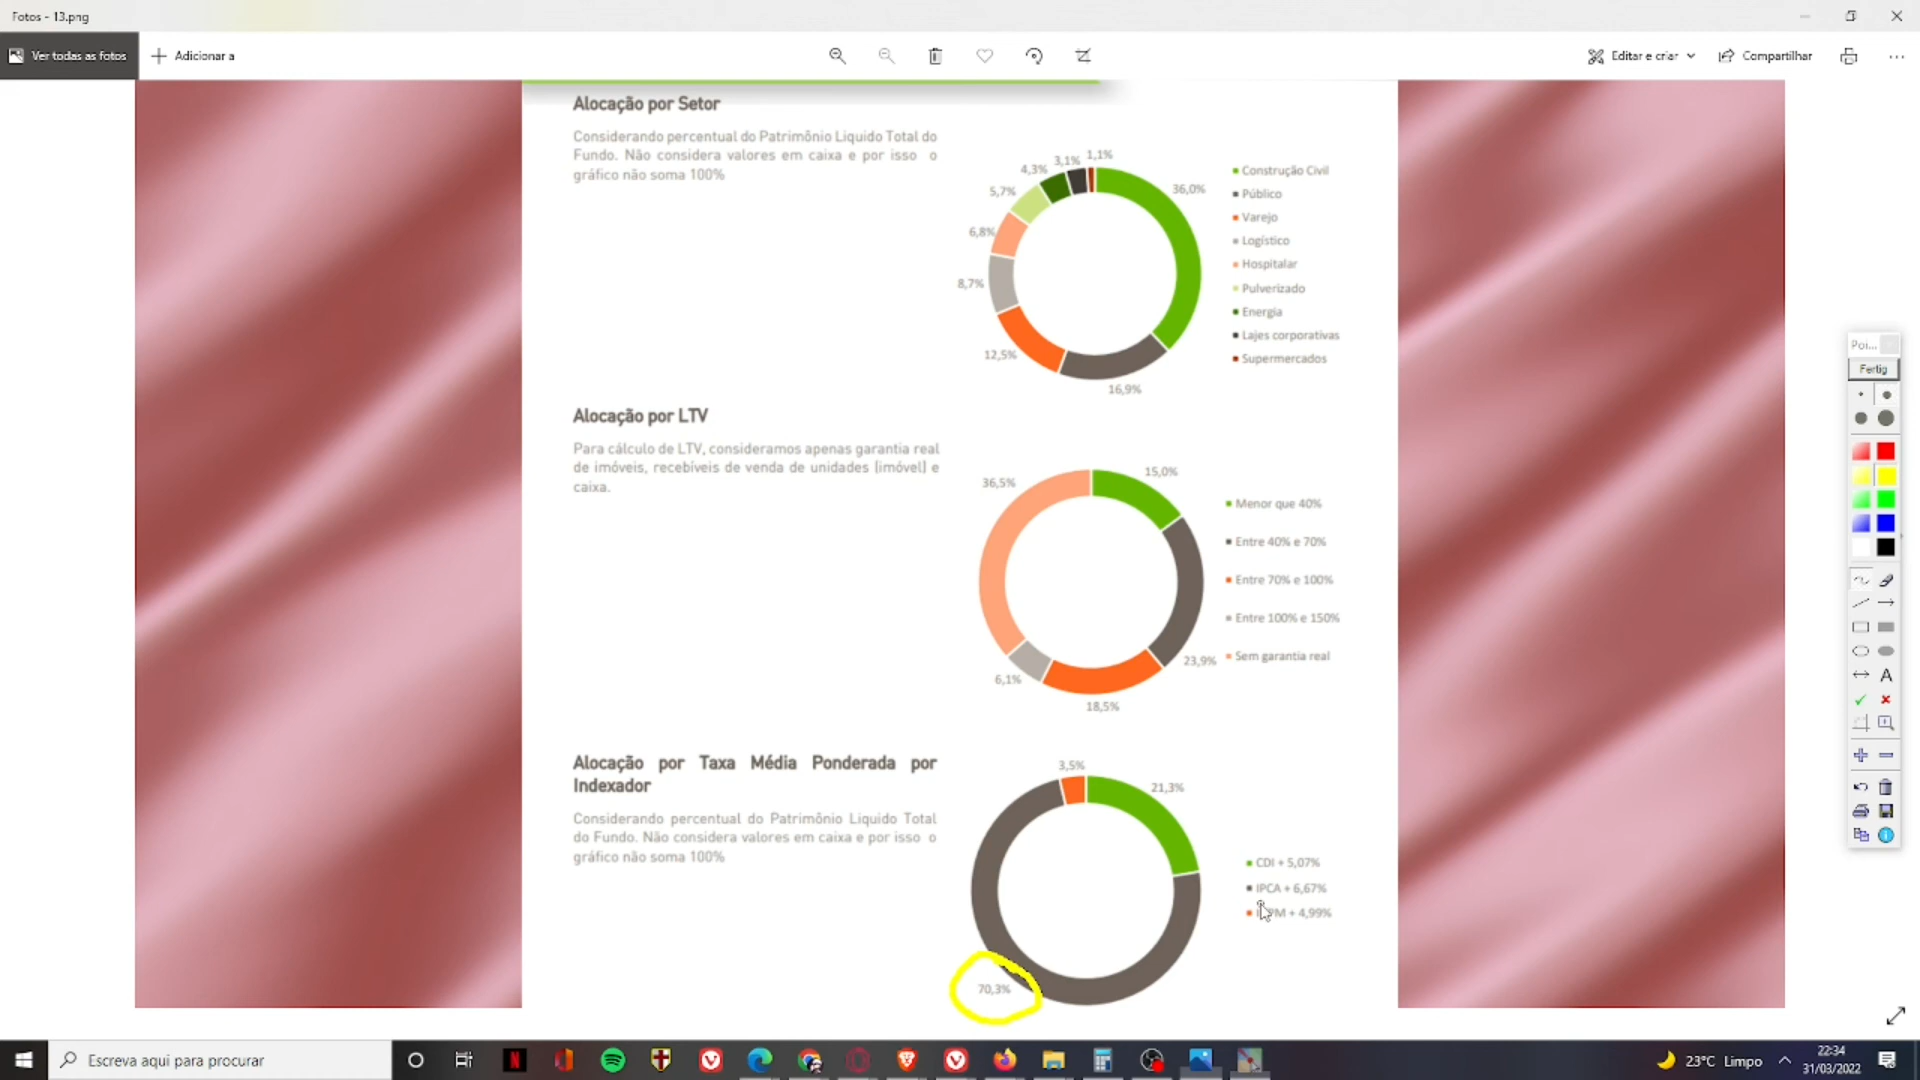 Fotos - 13.png
Ver todas as fotos
Adicionar a
Editar e criar
Compartilhar
Alocação por Setor
Considerando percentual do Patrimônio Liquido Total do
Fundo. Não considera valores em caixa e por isso o
gráfico não soma 100%
1,1%
3,1%
4,3%
5,7%
6,8%
8,7%
12,5%
16,9%
36,0%
Construção Civil
Público
Varejo
Logístico
Hospitalar
Pulverizado
Energia
Lajes corporativas
Supermercados
Alocação por LTV
Para cálculo de LTV, consideramos apenas garantia real
de imóveis, recebíveis de venda de unidades (imóvel) e
caixa.
36,5%
15,0%
23,9%
18,5%
6,1%
Menor que 40%
Entre 40% e 70%
Entre 70% e 100%
Entre 100% e 150%
Sem garantia real
Alocação por Taxa Média Ponderada por
Indexador
Considerando percentual do Patrimônio Liquido Total
do Fundo. Não considera valores em caixa e por isso o
gráfico não soma 100%
3,5%
21,3%
70,3%
CDI + 5,07%
IPCA + 6,67%
+ 4,99%
Poi...
Fertig
A
Escreva aqui para procurar
23°C Limpo
22:34
31/03/2022